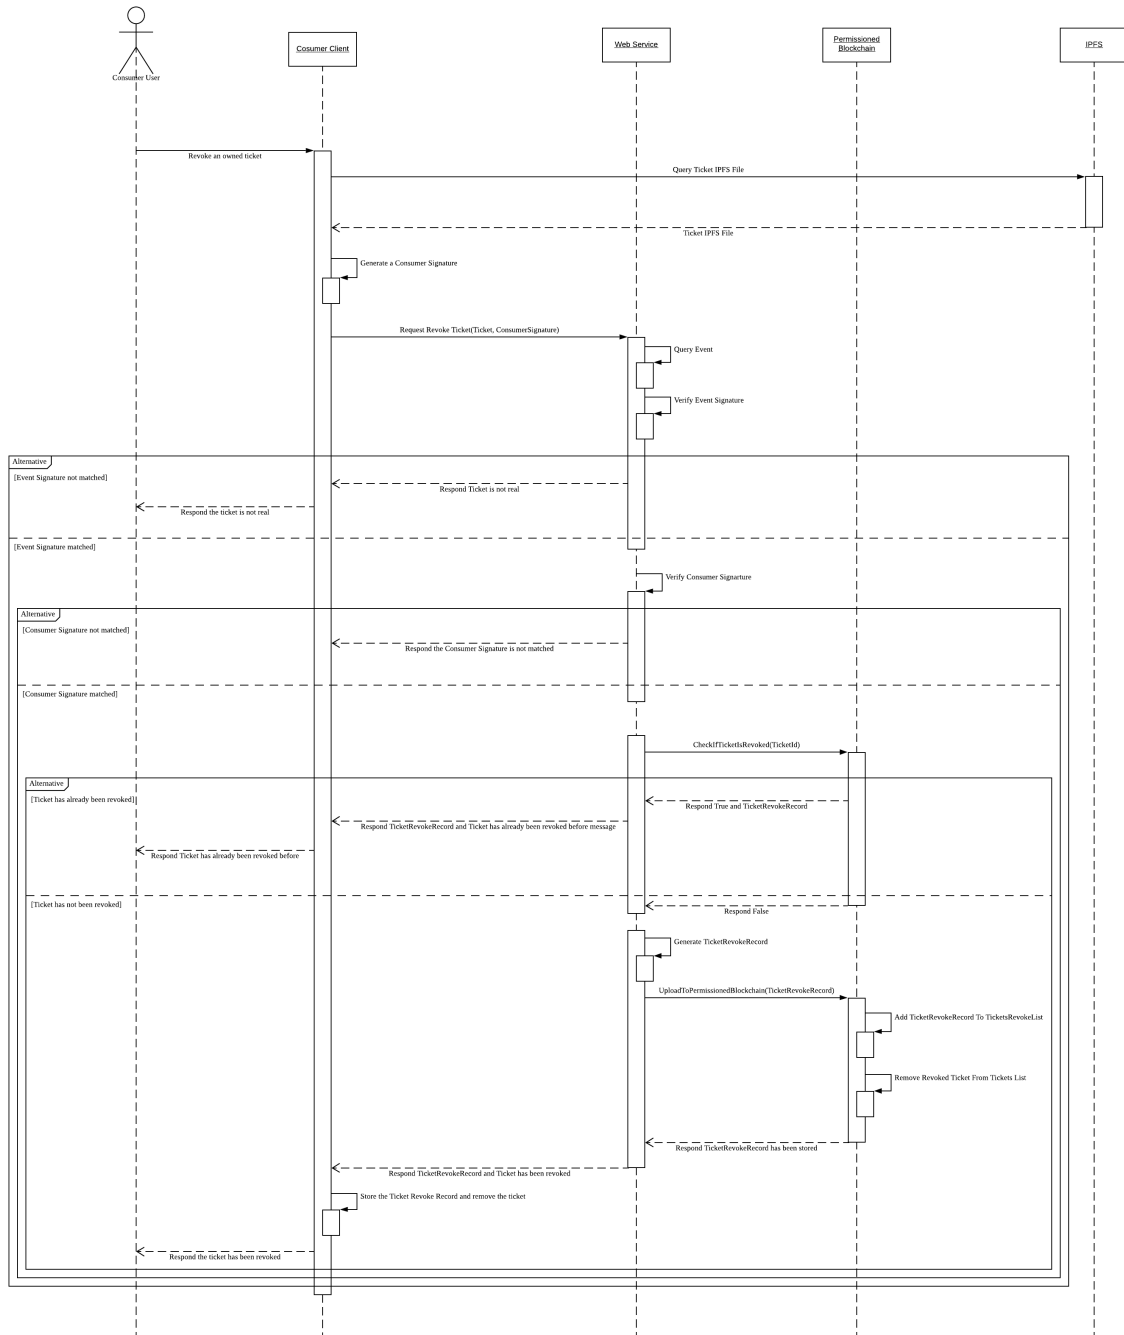 Consumer User
Cosumer Client
Web Service
Permissioned
Blockchain
IPFS
Revoke an owned ticket
Query Ticket IPFS File
Ticket IPFS File
Generate a Consumer Signature
Request Revoke Ticket(Ticket, ConsumerSignature)
Query Event
Verify Event Signature
Alternative
[Event Signature not matched]
Respond Ticket is not real
Respond the ticket is not real
[Event Signature matched]
Verify Consumer Signarture
Alternative
[Consumer Signature not matched]
Respond the Consumer Signature is not matched
[Consumer Signature matched]
CheckIfTicketIsRevoked(TicketId)
Alternative
[Ticket has already been revoked]
Respond True and TicketRevokeRecord
Respond TicketRevokeRecord and Ticket has already been revoked before message
Respond Ticket has already been revoked before
[Ticket has not been revoked]
Respond False
Generate TicketRevokeRecord
UploadToPermissionedBlockchain(TicketRevokeRecord)
Add TicketRevokeRecord To TicketsRevokeList
Remove Revoked Ticket From Tickets List
Respond TicketRevokeRecord has been stored
Respond TicketRevokeRecord and Ticket has been revoked
Store the Ticket Revoke Record and remove the ticket
Respond the ticket has been revoked